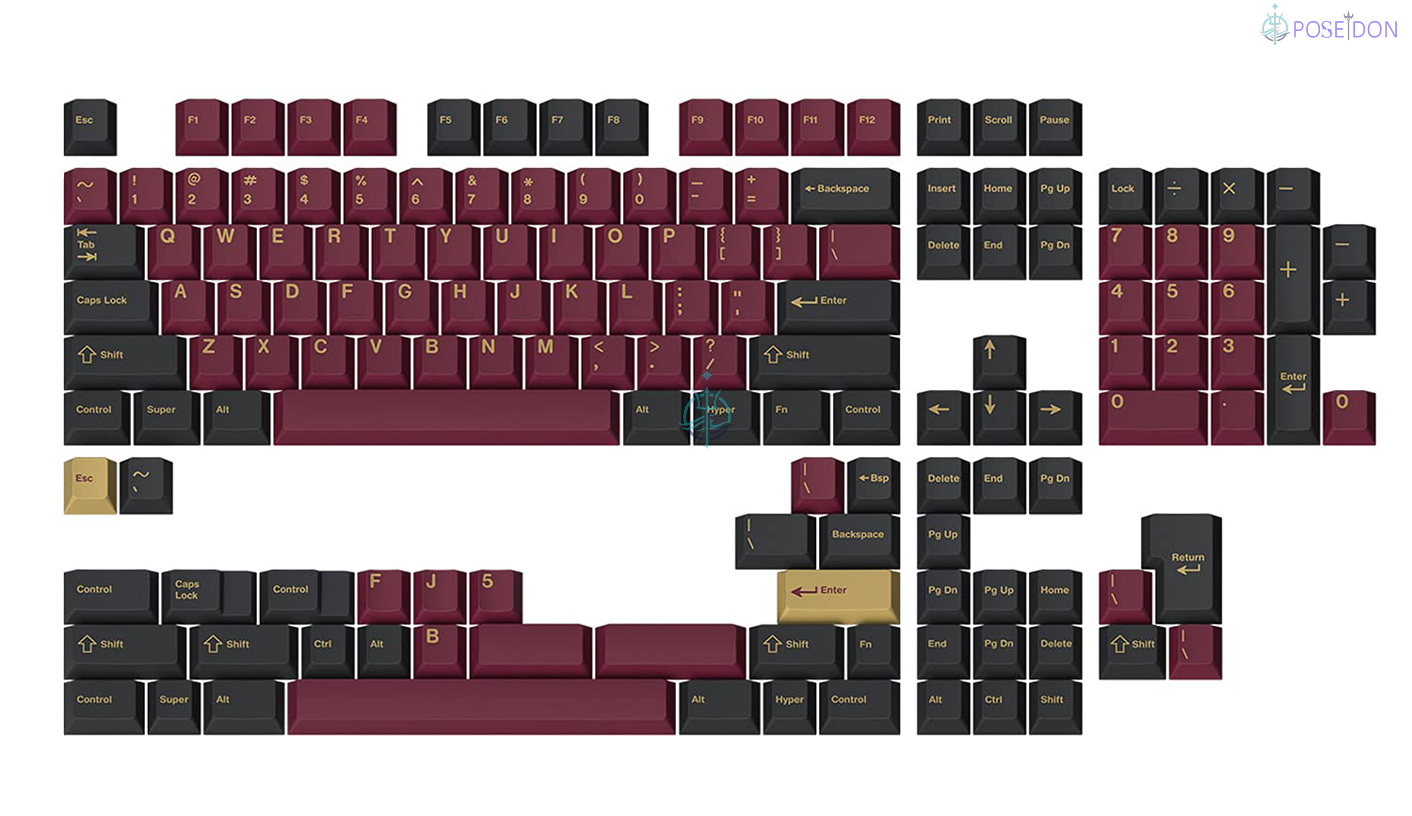 POSEIDON
Esc F1 F2 F3 F4 F5 F6 F7 F8 F9 F10 F11 F12 Print Scroll Pause
~ ! @ # $ % ^ & * ( ) _ + ← Backspace Insert Home Pg Up Lock ÷ × −
` 1 2 3 4 5 6 7 8 9 0 - =
Tab Q W E R T Y U I O P { } | Delete End Pg Dn 7 8 9 + −
[ ] \
Caps Lock A S D F G H J K L : " Enter 4 5 6 +
; '
Shift Z X C V B N M < > ? Shift ↑ 1 2 3 Enter
, . /
Control Super Alt Alt Hyper Fn Control ← ↓ → 0 . 0
Esc ~ | ← Bsp Delete End Pg Dn
` \
| Backspace Pg Up Return
\
Control Caps Control F J 5 Enter Pg Dn Pg Up Home |
Lock \
Shift Shift Ctrl Alt B Shift Fn End Pg Dn Delete Shift |
\
Control Super Alt Alt Hyper Control Alt Ctrl Shift